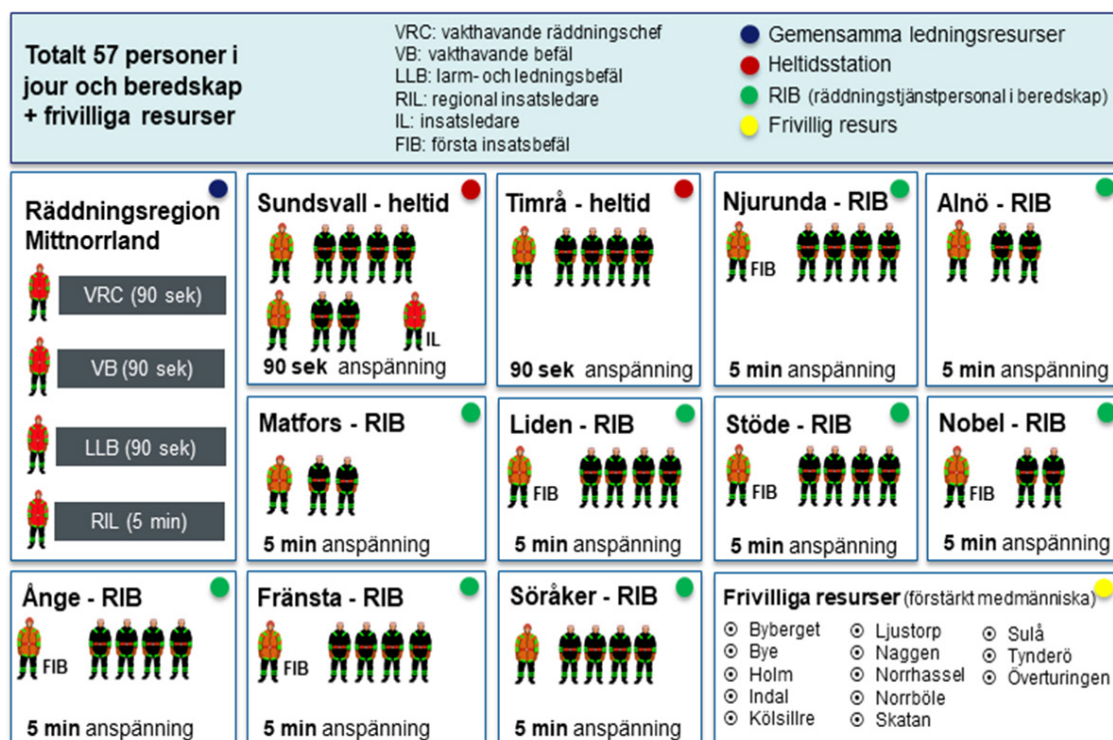 Totalt 57 personer i
jour och beredskap
+ frivilliga resurser
VRC: vakthavande räddningschef
VB: vakthavande befäl
LLB: larm- och ledningsbefäl
RIL: regional insatsledare
IL: insatsledare
FIB: första insatsbefäl
Gemensamma ledningsresurser
Heltidsstation
RIB (räddningstjänstpersonal i beredskap)
Frivillig resurs
Räddningsregion
Mittnorrland
VRC (90 sek)
VB (90 sek)
LLB (90 sek)
RIL (5 min)
Sundsvall - heltid
IL
90 sek anspänning
Timrå - heltid
90 sek anspänning
Njurunda - RIB
FIB
5 min anspänning
Alnö - RIB
5 min anspänning
Matfors - RIB
5 min anspänning
Liden - RIB
FIB
5 min anspänning
Stöde - RIB
FIB
5 min anspänning
Nobel - RIB
FIB
5 min anspänning
Ånge - RIB
FIB
5 min anspänning
Fränsta - RIB
FIB
5 min anspänning
Söråker - RIB
5 min anspänning
Frivilliga resurser (förstärkt medmänniska)
Byberget
Bye
Holm
Indal
Kölsillre
Ljustorp
Naggen
Norrhassel
Norrböle
Skatan
Sulå
Tynderö
Överturingen